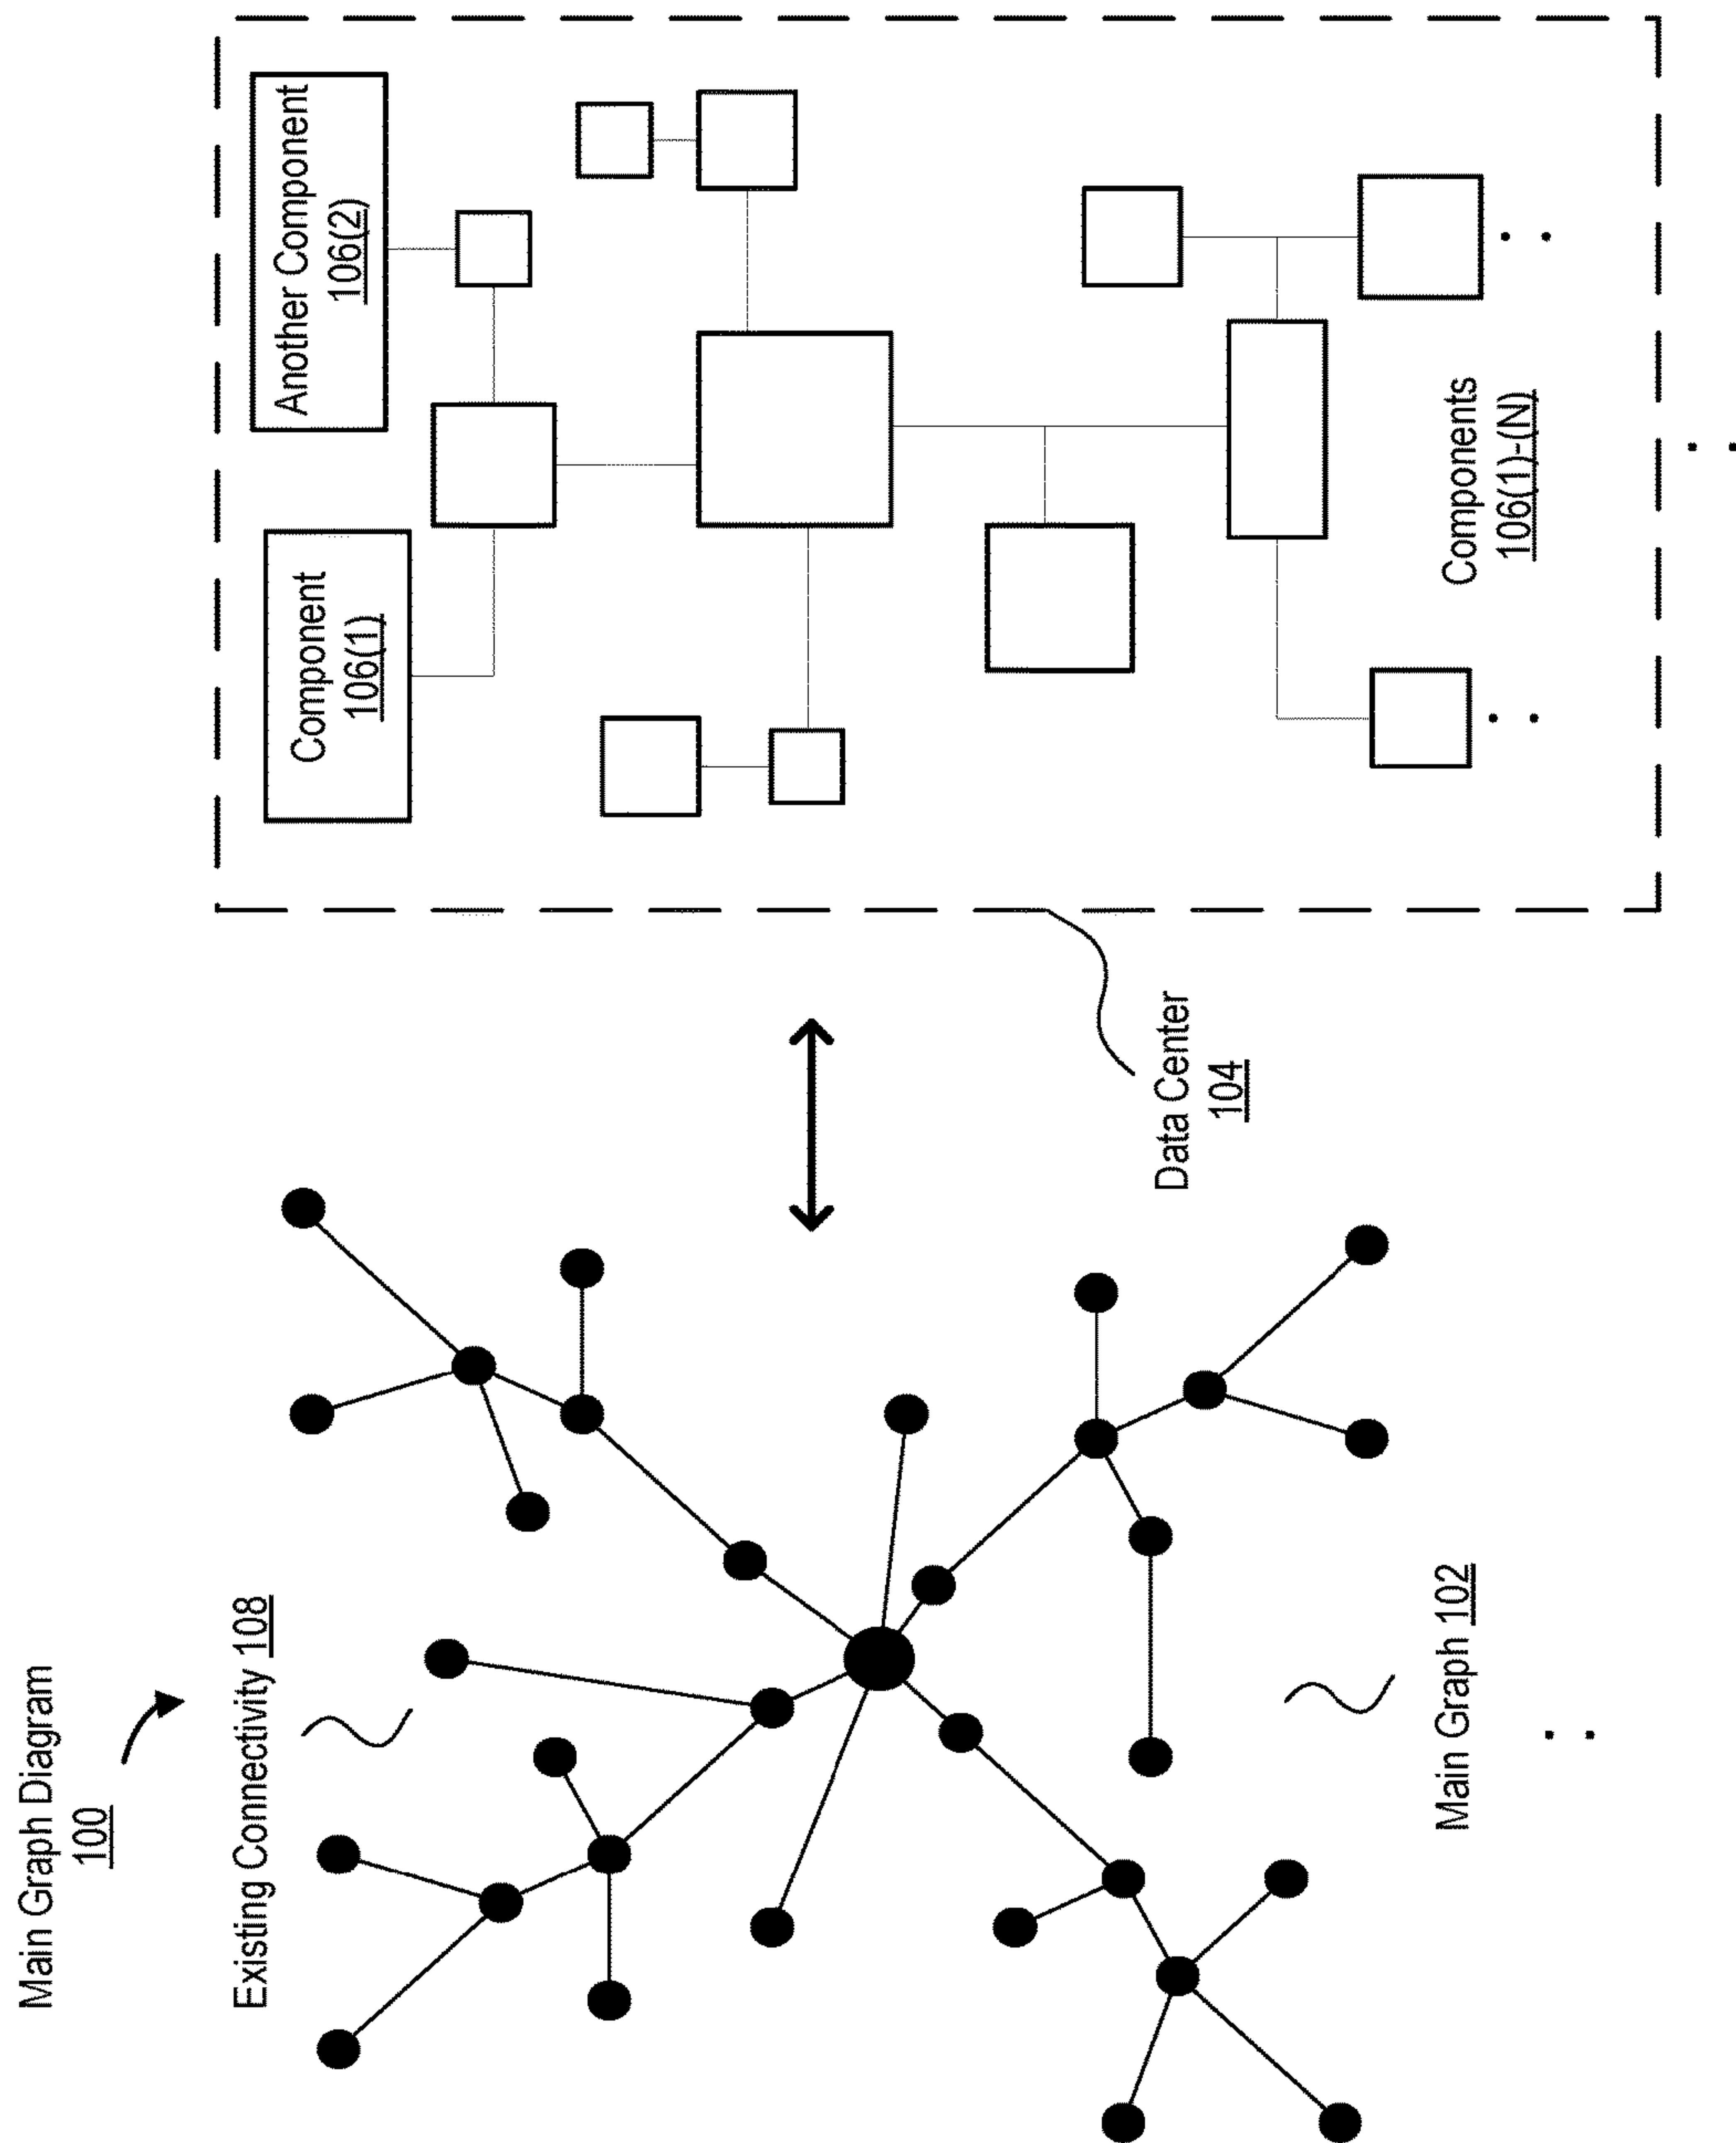 Main Graph Diagram
100
Existing Connectivity 108
Main Graph 102
Data Center
104
Component
106(1)
Another Component
106(2)
Components
106(1)-(N)